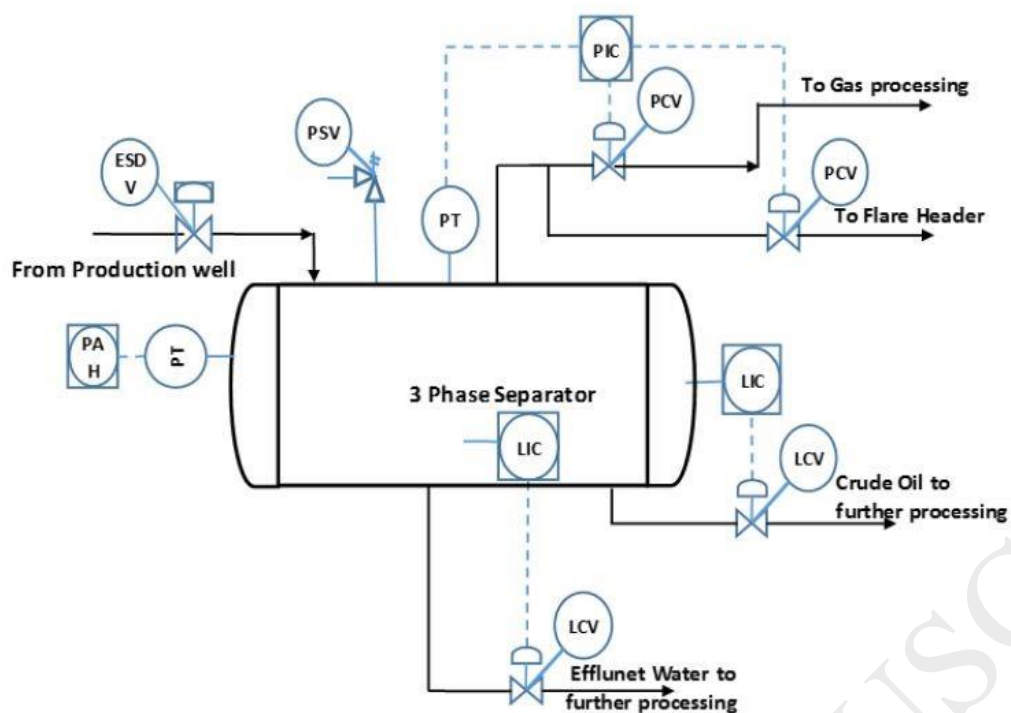 PIC
To Gas processing
PCV
PSV
ESD
V
PCV
PT
To Flare Header
From Production well
PA
H
PT
3 Phase Separator
LIC
LIC
LCV
Crude Oil to
further processing
LCV
Efflunet Water to
further processing